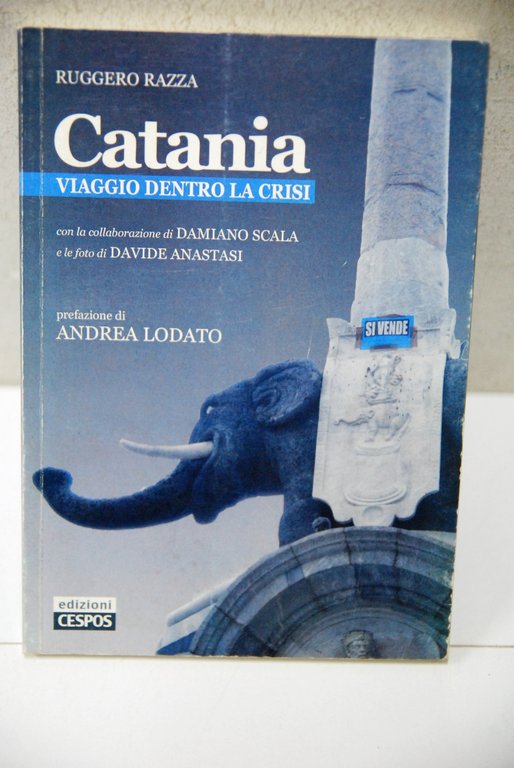 RUGGERO RAZZA
Catania
VIAGGIO DENTRO LA CRISI
con la collaborazione di DAMIANO SCALA
e le foto di DAVIDE ANASTASI
prefazione di
ANDREA LODATO
SI VENDE
edizioni
CESPOS